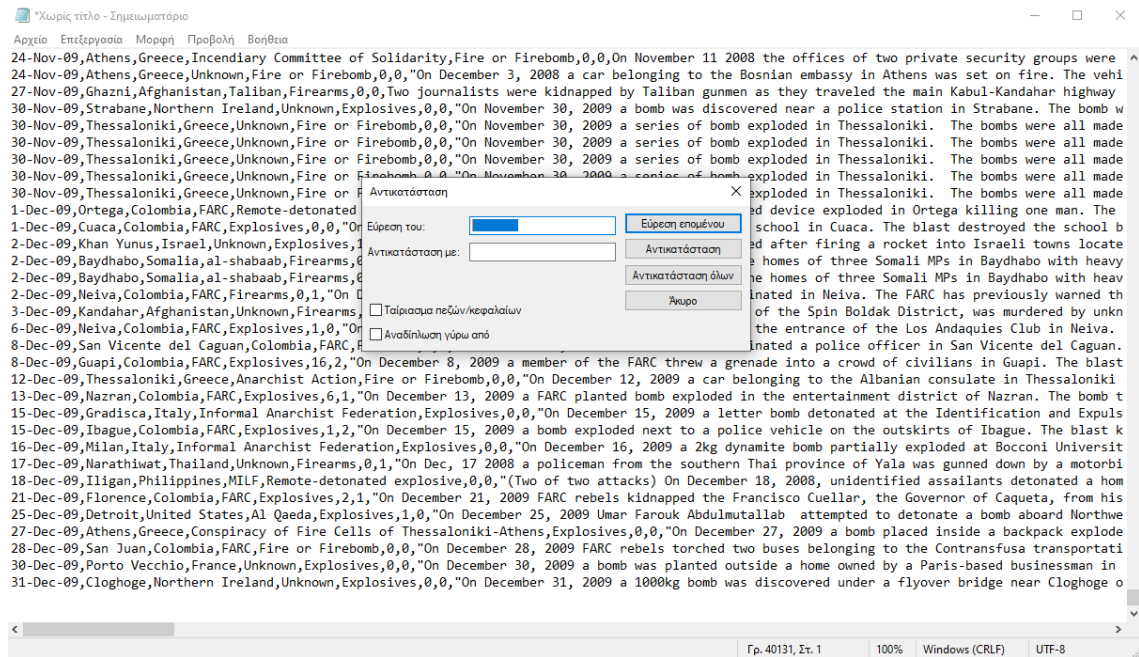 *Χωρίς τίτλο - Σημειωματάριο
Αρχείο Επεξεργασία Μορφή Προβολή Βοήθεια
24-Nov-09,Athens,Greece,Incendiary Committee of Solidarity,Fire or Firebomb,0,0,On November 11 2008 the offices of two private security groups were
24-Nov-09,Athens,Greece,Unknown,Fire or Firebomb,0,0,"On December 3, 2008 a car belonging to the Bosnian embassy in Athens was set on fire. The vehi
27-Nov-09,Ghazni,Afghanistan,Taliban,Firearms,0,0,Two journalists were kidnapped by Taliban gunmen as they traveled the main Kabul-Kandahar highway
30-Nov-09,Strabane,Northern Ireland,Unknown,Explosives,0,0,"On November 30, 2009 a bomb was discovered near a police station in Strabane. The bomb w
30-Nov-09,Thessaloniki,Greece,Unknown,Fire or Firebomb,0,0,"On November 30, 2009 a series of bomb exploded in Thessaloniki.  The bombs were all made
30-Nov-09,Thessaloniki,Greece,Unknown,Fire or Firebomb,0,0,"On November 30, 2009 a series of bomb exploded in Thessaloniki.  The bombs were all made
30-Nov-09,Thessaloniki,Greece,Unknown,Fire or Firebomb,0,0,"On November 30, 2009 a series of bomb exploded in Thessaloniki.  The bombs were all made
30-Nov-09,Thessaloniki,Greece,Unknown,Fire or Firebomb,0,0,"On November 30, 2009 a series of bomb exploded in Thessaloniki.  The bombs were all made
30-Nov-09,Thessaloniki,Greece,Unknown,Fire or F xploded in Thessaloniki.  The bombs were all made
1-Dec-09,Ortega,Colombia,FARC,Remote-detonated ed device exploded in Ortega killing one man. The
1-Dec-09,Cuaca,Colombia,FARC,Explosives,0,0,"On school in Cuaca. The blast destroyed the school b
2-Dec-09,Khan Yunus,Israel,Unknown,Explosives,1 ed after firing a rocket into Israeli towns locate
2-Dec-09,Baydhabo,Somalia,al-shabaab,Firearms,0 e homes of three Somali MPs in Baydhabo with heavy
2-Dec-09,Baydhabo,Somalia,al-shabaab,Firearms,0 he homes of three Somali MPs in Baydhabo with heav
2-Dec-09,Neiva,Colombia,FARC,Firearms,0,1,"On D inated in Neiva. The FARC has previously warned th
3-Dec-09,Kandahar,Afghanistan,Unknown,Firearms, of the Spin Boldak District, was murdered by unkn
6-Dec-09,Neiva,Colombia,FARC,Explosives,1,0,"On the entrance of the Los Andaquies Club in Neiva.
8-Dec-09,San Vicente del Caguan,Colombia,FARC,F inated a police officer in San Vicente del Caguan.
Αντικατάσταση
Εύρεση του:
Εύρεση επομένου
Αντικατάσταση με:
Αντικατάσταση
Αντικατάσταση όλων
Άκυρο
Ταίριασμα πεζών/κεφαλαίων
Αναδίπλωση γύρω από
8-Dec-09,Guapi,Colombia,FARC,Explosives,16,2,"On December 8, 2009 a member of the FARC threw a grenade into a crowd of civilians in Guapi. The blast
12-Dec-09,Thessaloniki,Greece,Anarchist Action,Fire or Firebomb,0,0,"On December 12, 2009 a car belonging to the Albanian consulate in Thessaloniki
13-Dec-09,Nazran,Colombia,FARC,Explosives,6,1,"On December 13, 2009 a FARC planted bomb exploded in the entertainment district of Nazran. The bomb t
15-Dec-09,Gradisca,Italy,Informal Anarchist Federation,Explosives,0,0,"On December 15, 2009 a letter bomb detonated at the Identification and Expuls
15-Dec-09,Ibague,Colombia,FARC,Explosives,1,2,"On December 15, 2009 a bomb exploded next to a police vehicle on the outskirts of Ibague. The blast k
16-Dec-09,Milan,Italy,Informal Anarchist Federation,Explosives,0,0,"On December 16, 2009 a 2kg dynamite bomb partially exploded at Bocconi Universit
17-Dec-09,Narathiwat,Thailand,Unknown,Firearms,0,1,"On Dec, 17 2008 a policeman from the southern Thai province of Yala was gunned down by a motorbi
18-Dec-09,Iligan,Philippines,MILF,Remote-detonated explosive,0,0,"(Two of two attacks) On December 18, 2008, unidentified assailants detonated a hom
21-Dec-09,Florence,Colombia,FARC,Explosives,2,1,"On December 21, 2009 FARC rebels kidnapped the Francisco Cuellar, the Governor of Caqueta, from his
25-Dec-09,Detroit,United States,Al Qaeda,Explosives,1,0,"On December 25, 2009 Umar Farouk Abdulmutallab  attempted to detonate a bomb aboard Northwe
27-Dec-09,Athens,Greece,Conspiracy of Fire Cells of Thessaloniki-Athens,Explosives,0,0,"On December 27, 2009 a bomb placed inside a backpack explode
28-Dec-09,San Juan,Colombia,FARC,Fire or Firebomb,0,0,"On December 28, 2009 FARC rebels torched two buses belonging to the Contransfusa transportati
30-Dec-09,Porto Vecchio,France,Unknown,Explosives,0,0,"On December 30, 2009 a bomb was planted outside a home owned by a Paris-based businessman in
31-Dec-09,Cloghoge,Northern Ireland,Unknown,Explosives,0,0,"On December 31, 2009 a 1000kg bomb was discovered under a flyover bridge near Cloghoge o
Γρ. 40131, Στ. 1 100% Windows (CRLF) UTF-8